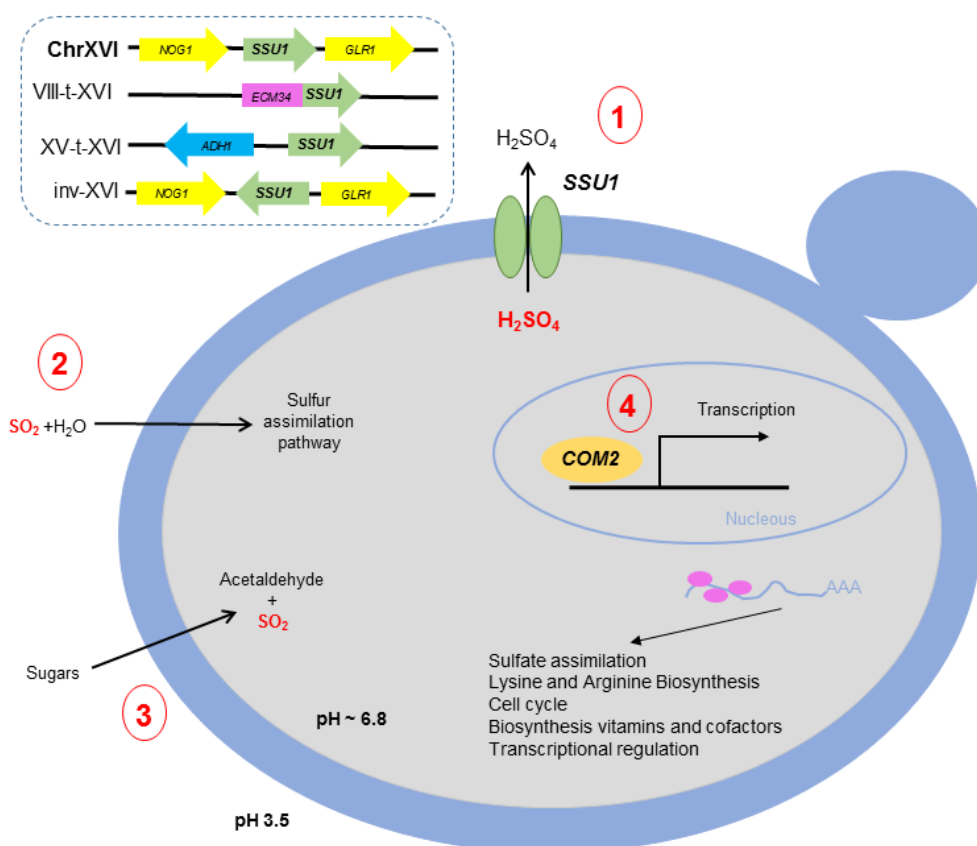 ChrXVI NOG1 SSU1 GLR1
VIII-t-XVI ECM34 SSU1
XV-t-XVI ADH1 SSU1
inv-XVI NOG1 SSU1 GLR1
1
H₂SO₄
SSU1
H₂SO₄
2
SO₂ +H₂O
Sulfur
assimilation
pathway
4
Transcription
COM2
Nucleous
Acetaldehyde
+
SO₂
Sugars
3
AAA
Sulfate assimilation
Lysine and Arginine Biosynthesis
Cell cycle
Biosynthesis vitamins and cofactors
Transcriptional regulation
pH ~ 6.8
pH 3.5